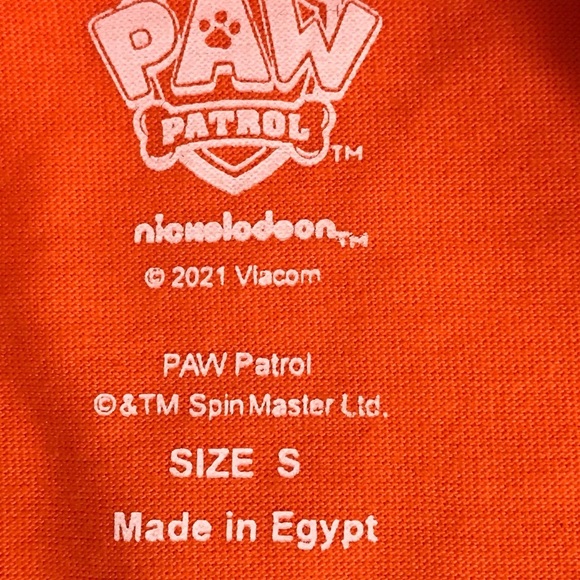 PAW
PATROL
TM
nickelodeon TM
© 2021 Viacom
PAW Patrol
©&TM Spin Master Ltd.
SIZE S
Made in Egypt